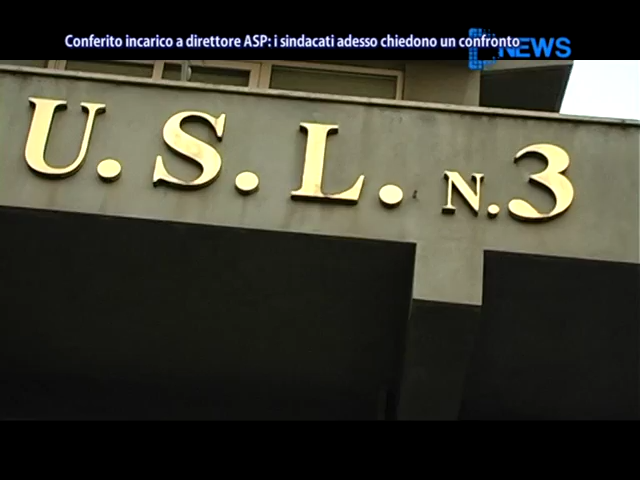 Conferito incarico a direttore ASP: i sindacati adesso chiedono un confronto
NEWS
U.S.L. N.3